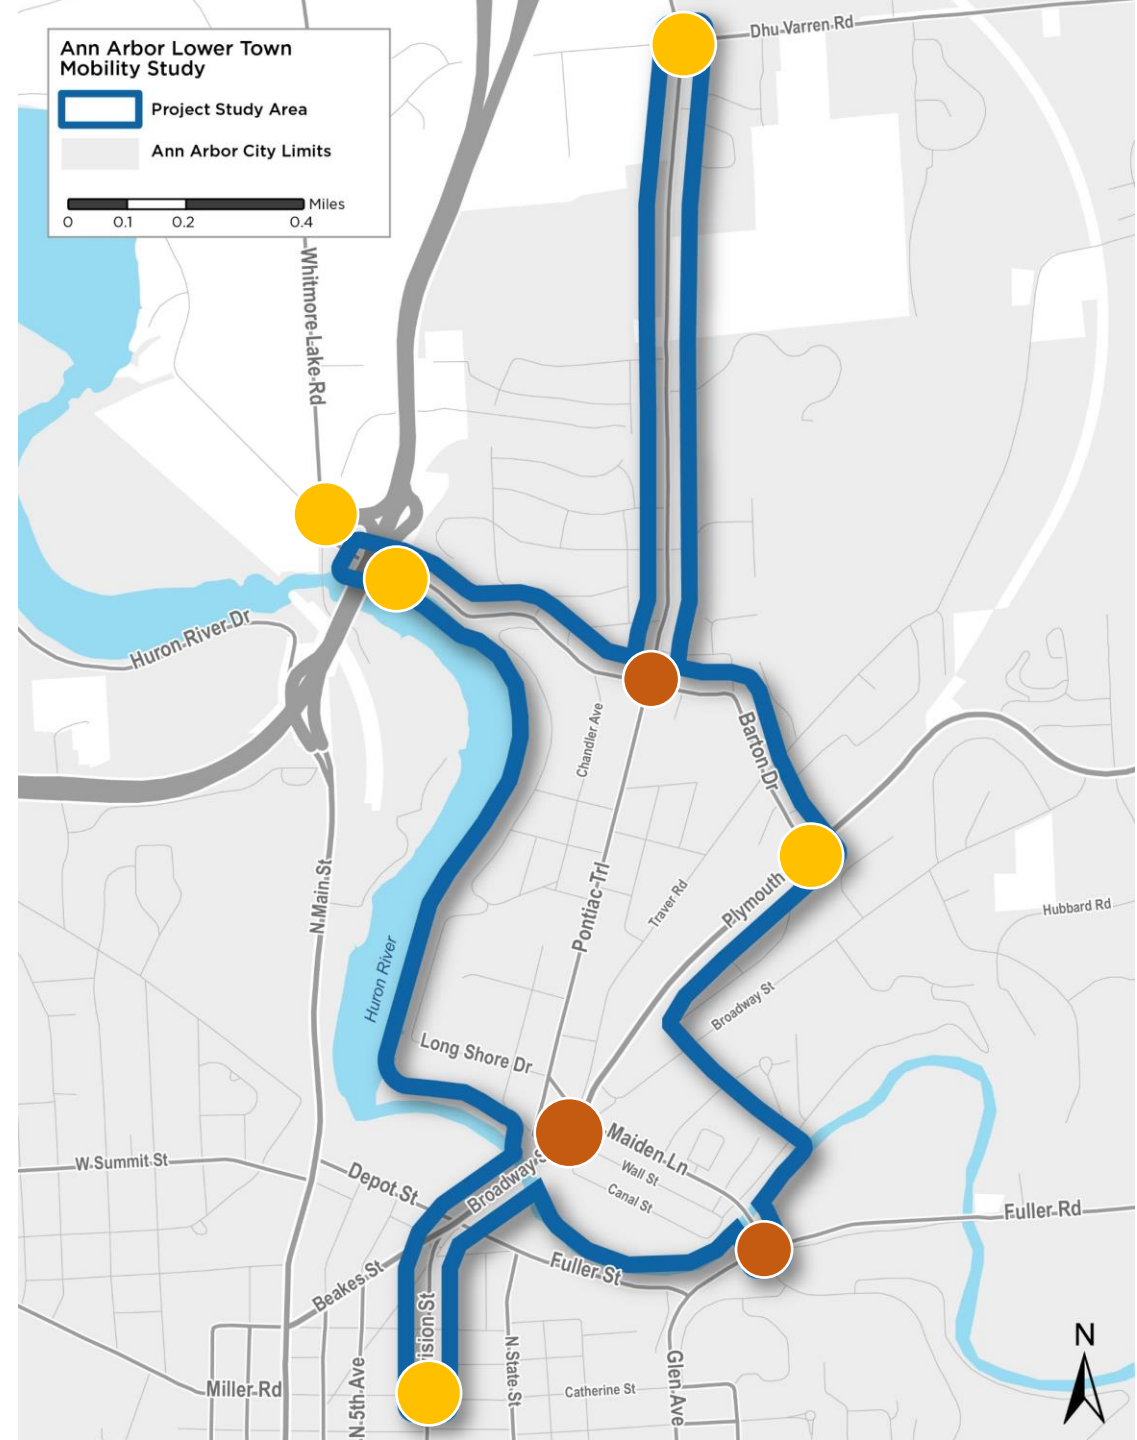 Ann Arbor Lower Town
Mobility Study
Project Study Area
Ann Arbor City Limits
Miles
0 0.1 0.2 0.4
Dhu-Varren-Rd
Whitmore-Lake-Rd
Huron-River-Dr
Chandler Ave
Barton-Dr
N-Main-St
Pontiac-Trl
Traver Rd
Plymouth
Hubbard Rd
Huron River
Broadway St
Long Shore Dr
Maiden-Ln
W-Summit-St
Wall St
Depot-St
Broadway
Canal St
Fuller-Rd
Fuller-St
Beakes-St
ision-St
N-5th-Ave
N-State-St
Miller-Rd
Catherine St
Glen-Ave
N